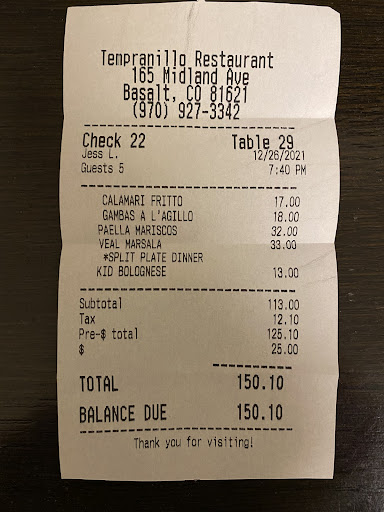 Tempranillo Restaurant
165 Midland Ave
Basalt, CO 81621
(970) 927-3342
Check 22 Table 29
Jess L. 12/26/2021
Guests 5 7:40 PM
CALAMARI FRITTO 17.00
GAMBAS A L'AGILLO 18.00
PAELLA MARISCOS 32.00
VEAL MARSALA 33.00
*SPLIT PLATE DINNER
KID BOLOGNESE 13.00
Subtotal 113.00
Tax 12.10
Pre-$ total 125.10
$ 25.00
TOTAL 150.10
BALANCE DUE 150.10
Thank you for visiting!